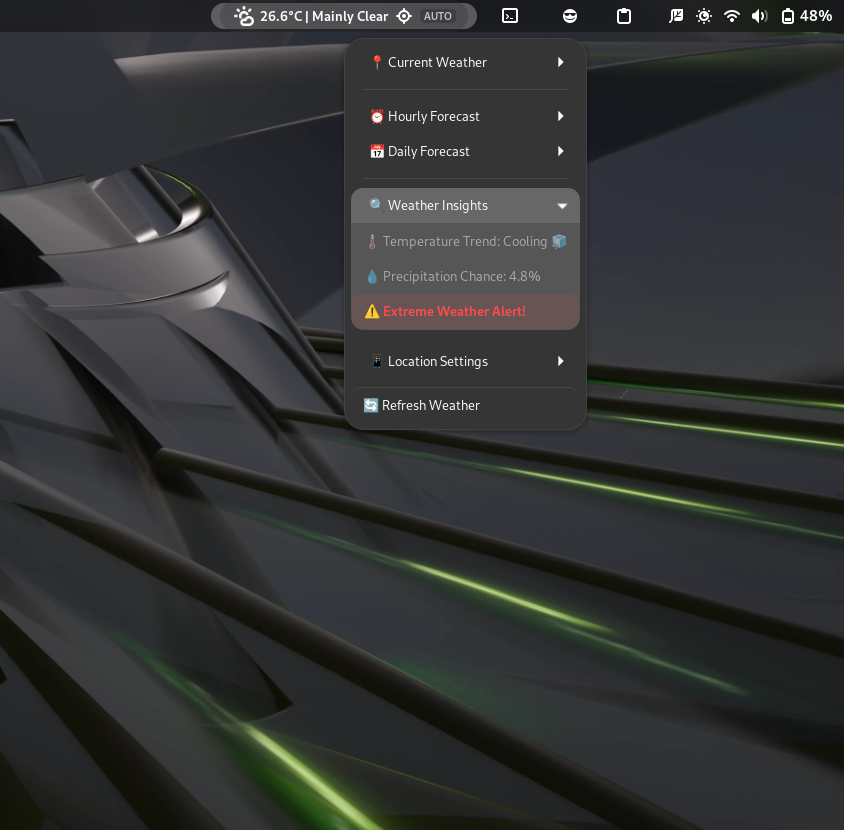 26.6°C | Mainly Clear AUTO 48%
Current Weather
Hourly Forecast
Daily Forecast
Weather Insights
Temperature Trend: Cooling
Precipitation Chance: 4.8%
Extreme Weather Alert!
Location Settings
Refresh Weather